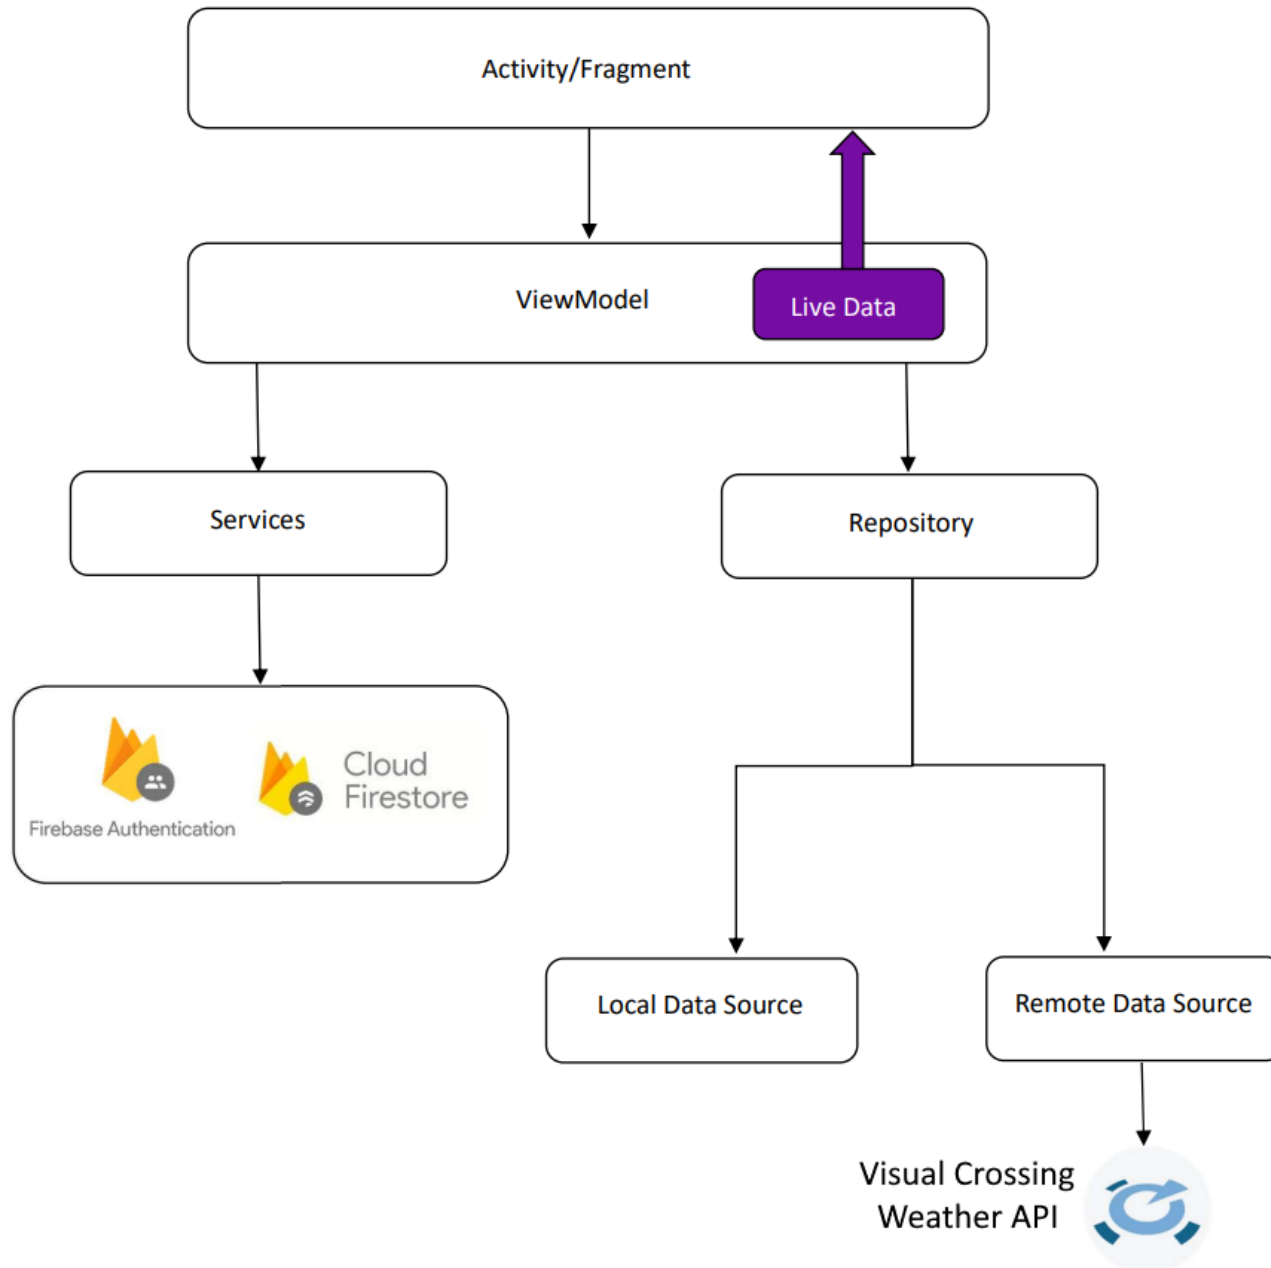 Activity/Fragment
ViewModel
Live Data
Services
Repository
Firebase Authentication
Cloud
Firestore
Local Data Source
Remote Data Source
Visual Crossing
Weather API